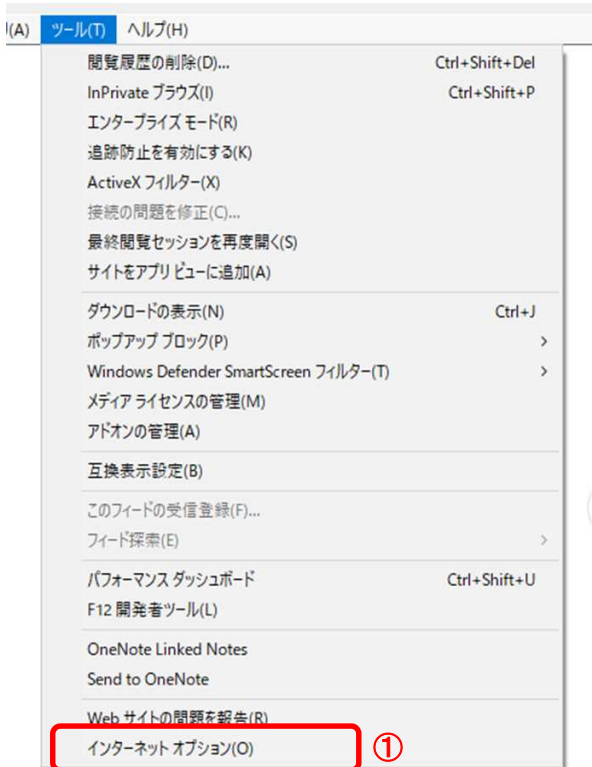 (A) ツール(T) ヘルプ(H)
閲覧履歴の削除(D)... Ctrl+Shift+Del
InPrivate ブラウズ(I) Ctrl+Shift+P
エンタープライズ モード(R)
追跡防止を有効にする(K)
ActiveX フィルター(X)
接続の問題を修正(C)...
最終閲覧セッションを再度開く(S)
サイトをアプリ ビューに追加(A)
ダウンロードの表示(N) Ctrl+J
ポップアップ ブロック(P) >
Windows Defender SmartScreen フィルター(T) >
メディア ライセンスの管理(M)
アドオンの管理(A)
互換表示設定(B)
このフィードの受信登録(F)...
フィード探索(E) >
パフォーマンス ダッシュボード Ctrl+Shift+U
F12 開発者ツール(L)
OneNote Linked Notes
Send to OneNote
Web サイトの問題を報告(R)
インターネット オプション(O) ①